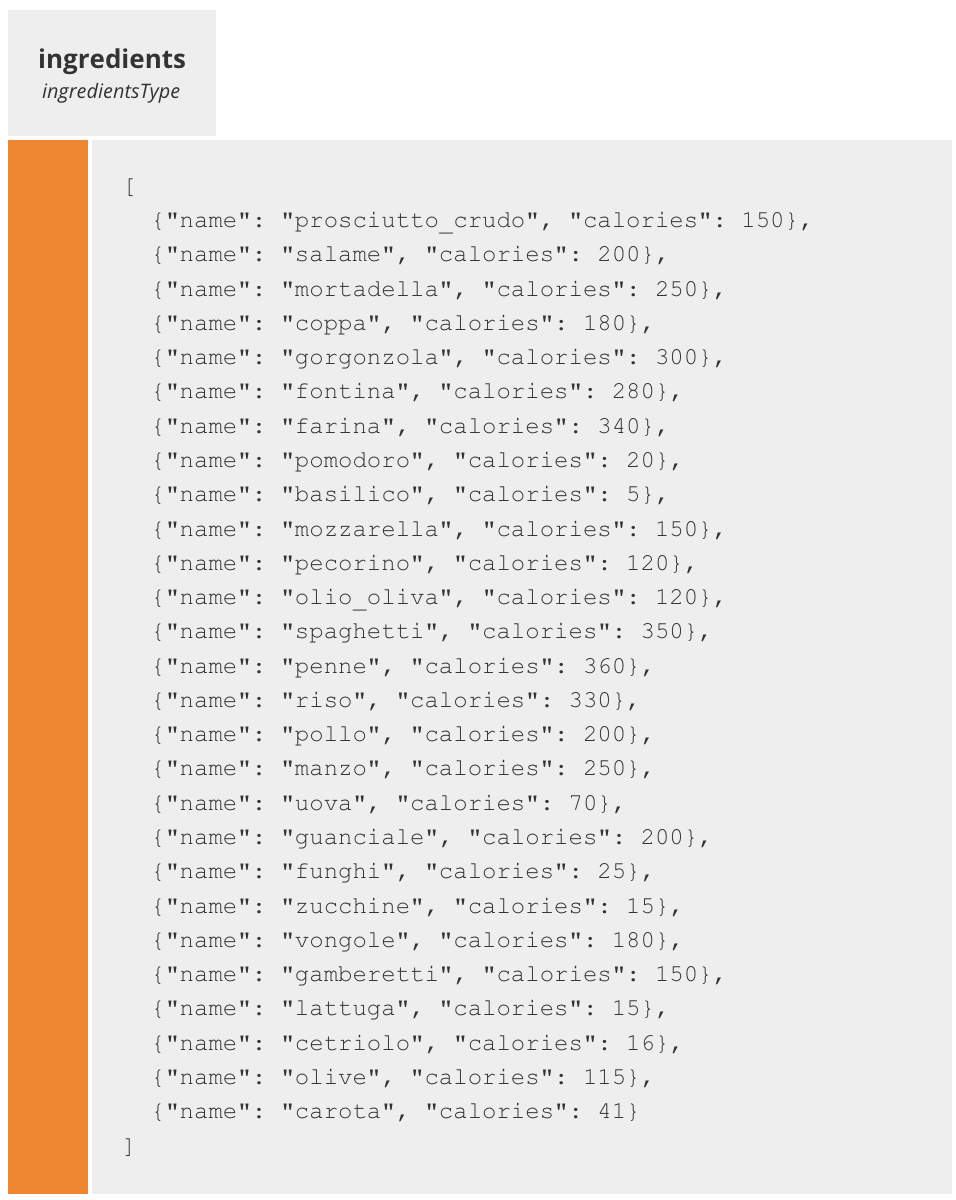 ingredients
ingredientsType
[
  {"name": "prosciutto_crudo", "calories": 150},
  {"name": "salame", "calories": 200},
  {"name": "mortadella", "calories": 250},
  {"name": "coppa", "calories": 180},
  {"name": "gorgonzola", "calories": 300},
  {"name": "fontina", "calories": 280},
  {"name": "farina", "calories": 340},
  {"name": "pomodoro", "calories": 20},
  {"name": "basilico", "calories": 5},
  {"name": "mozzarella", "calories": 150},
  {"name": "pecorino", "calories": 120},
  {"name": "olio_oliva", "calories": 120},
  {"name": "spaghetti", "calories": 350},
  {"name": "penne", "calories": 360},
  {"name": "riso", "calories": 330},
  {"name": "pollo", "calories": 200},
  {"name": "manzo", "calories": 250},
  {"name": "uova", "calories": 70},
  {"name": "guanciale", "calories": 200},
  {"name": "funghi", "calories": 25},
  {"name": "zucchine", "calories": 15},
  {"name": "vongole", "calories": 180},
  {"name": "gamberetti", "calories": 150},
  {"name": "lattuga", "calories": 15},
  {"name": "cetriolo", "calories": 16},
  {"name": "olive", "calories": 115},
  {"name": "carota", "calories": 41}
]